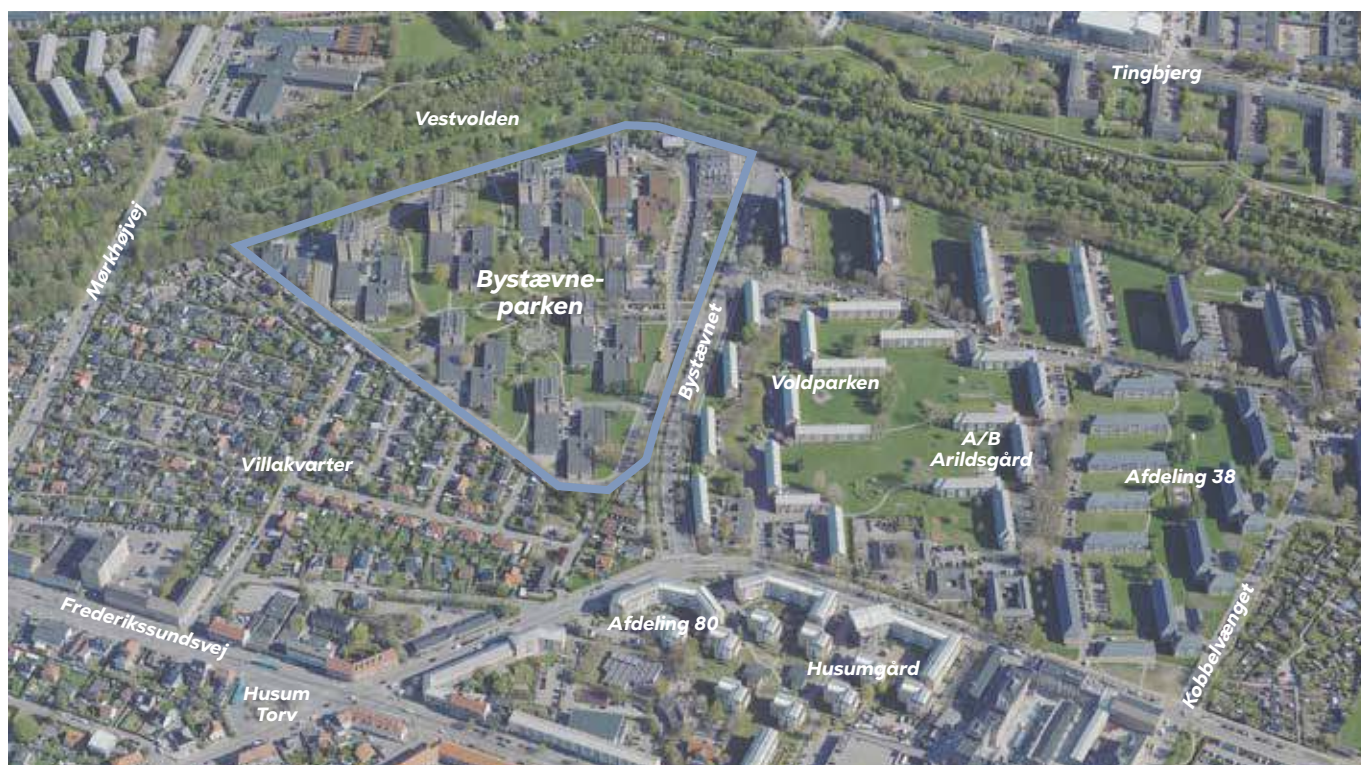 Tingbjerg
Vestvolden
Mørkhøjvej
Bystævne-
parken
Bystævnet
Voldparken
A/B
Arildsgård
Villakvarter
Afdeling 38
Frederikssundsvej
Afdeling 80
Husumgård
Kobbelvænget
Husum
Torv